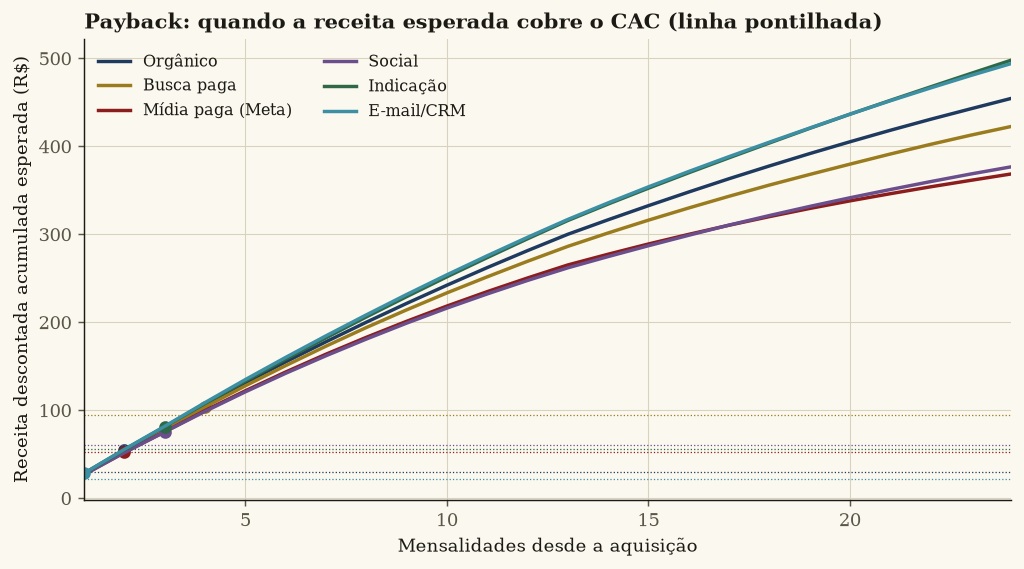 Payback: quando a receita esperada cobre o CAC (linha pontilhada)
Receita descontada acumulada esperada (R$)
500
400
300
200
100
0
Orgânico
Busca paga
Mídia paga (Meta)
Social
Indicação
E-mail/CRM
5
10
15
20
Mensalidades desde a aquisição